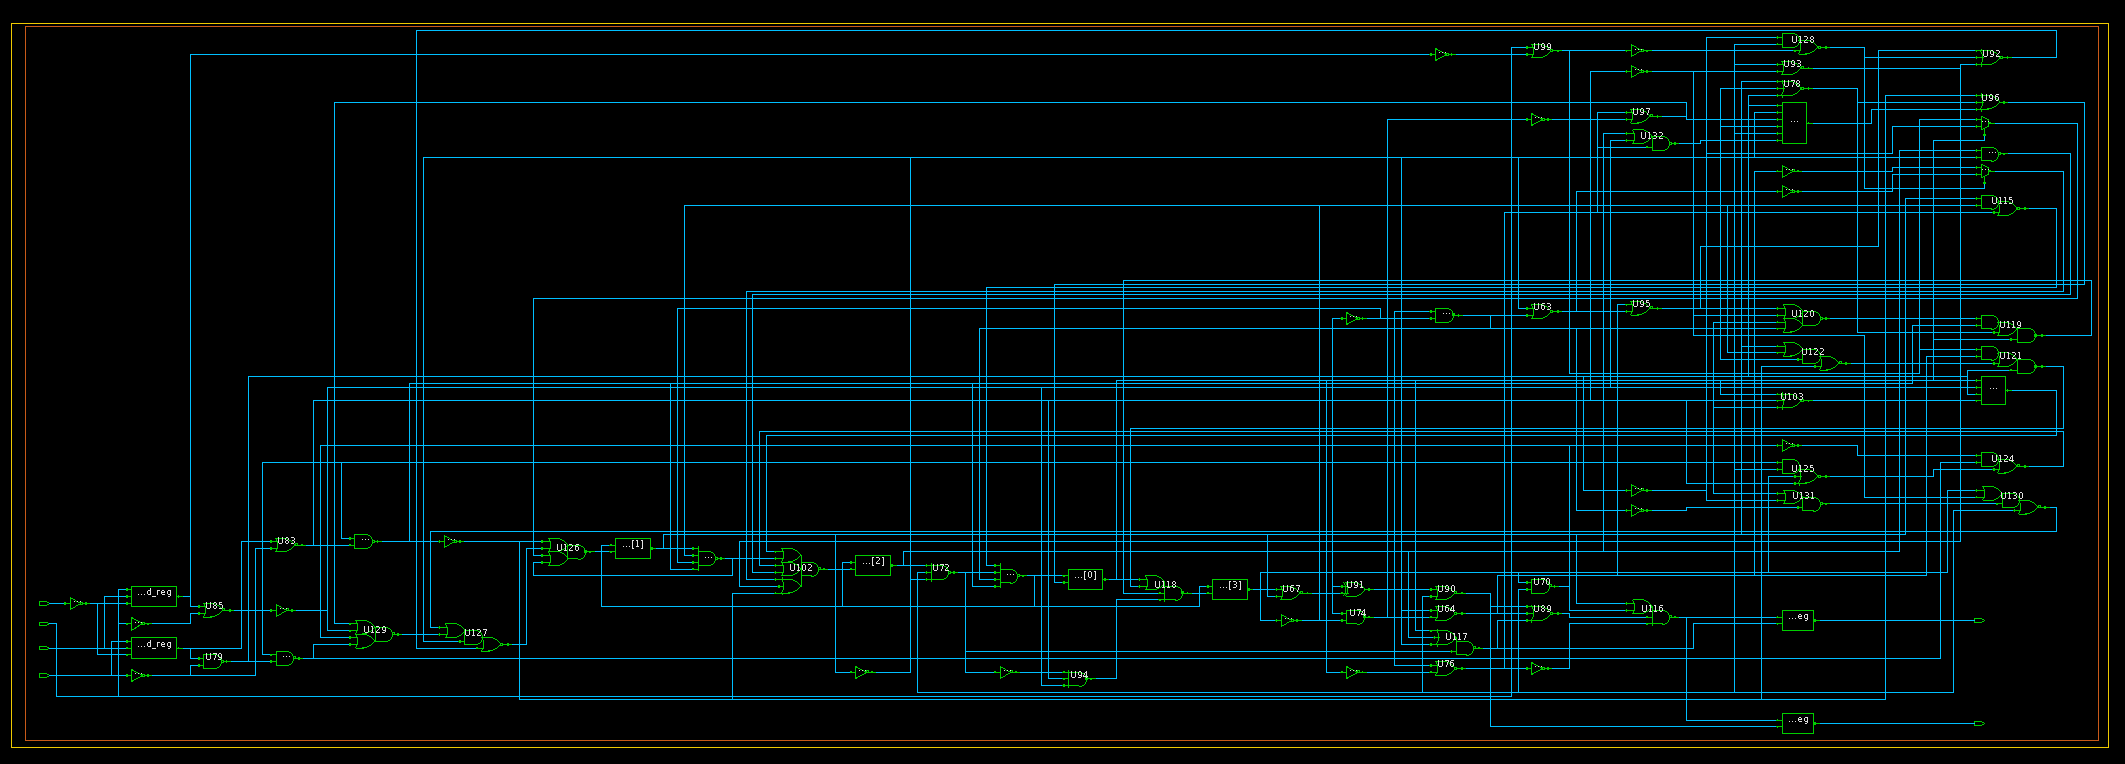 U99
U128
U92
U93
U78
U96
U97
...
U132
...
U115
U63
U95
...
U120
U119
U122
U121
...
U103
U124
U125
U131
U130
U83
...
U126
...[1]
...
U102
...[2]
U72
...
...[0]
U118
...[3]
U67
U91
U90
U70
...d_reg
U85
U74
U64
U89
U116
...eg
U129
U127
U117
...d_reg
U79
...
U94
U76
...eg